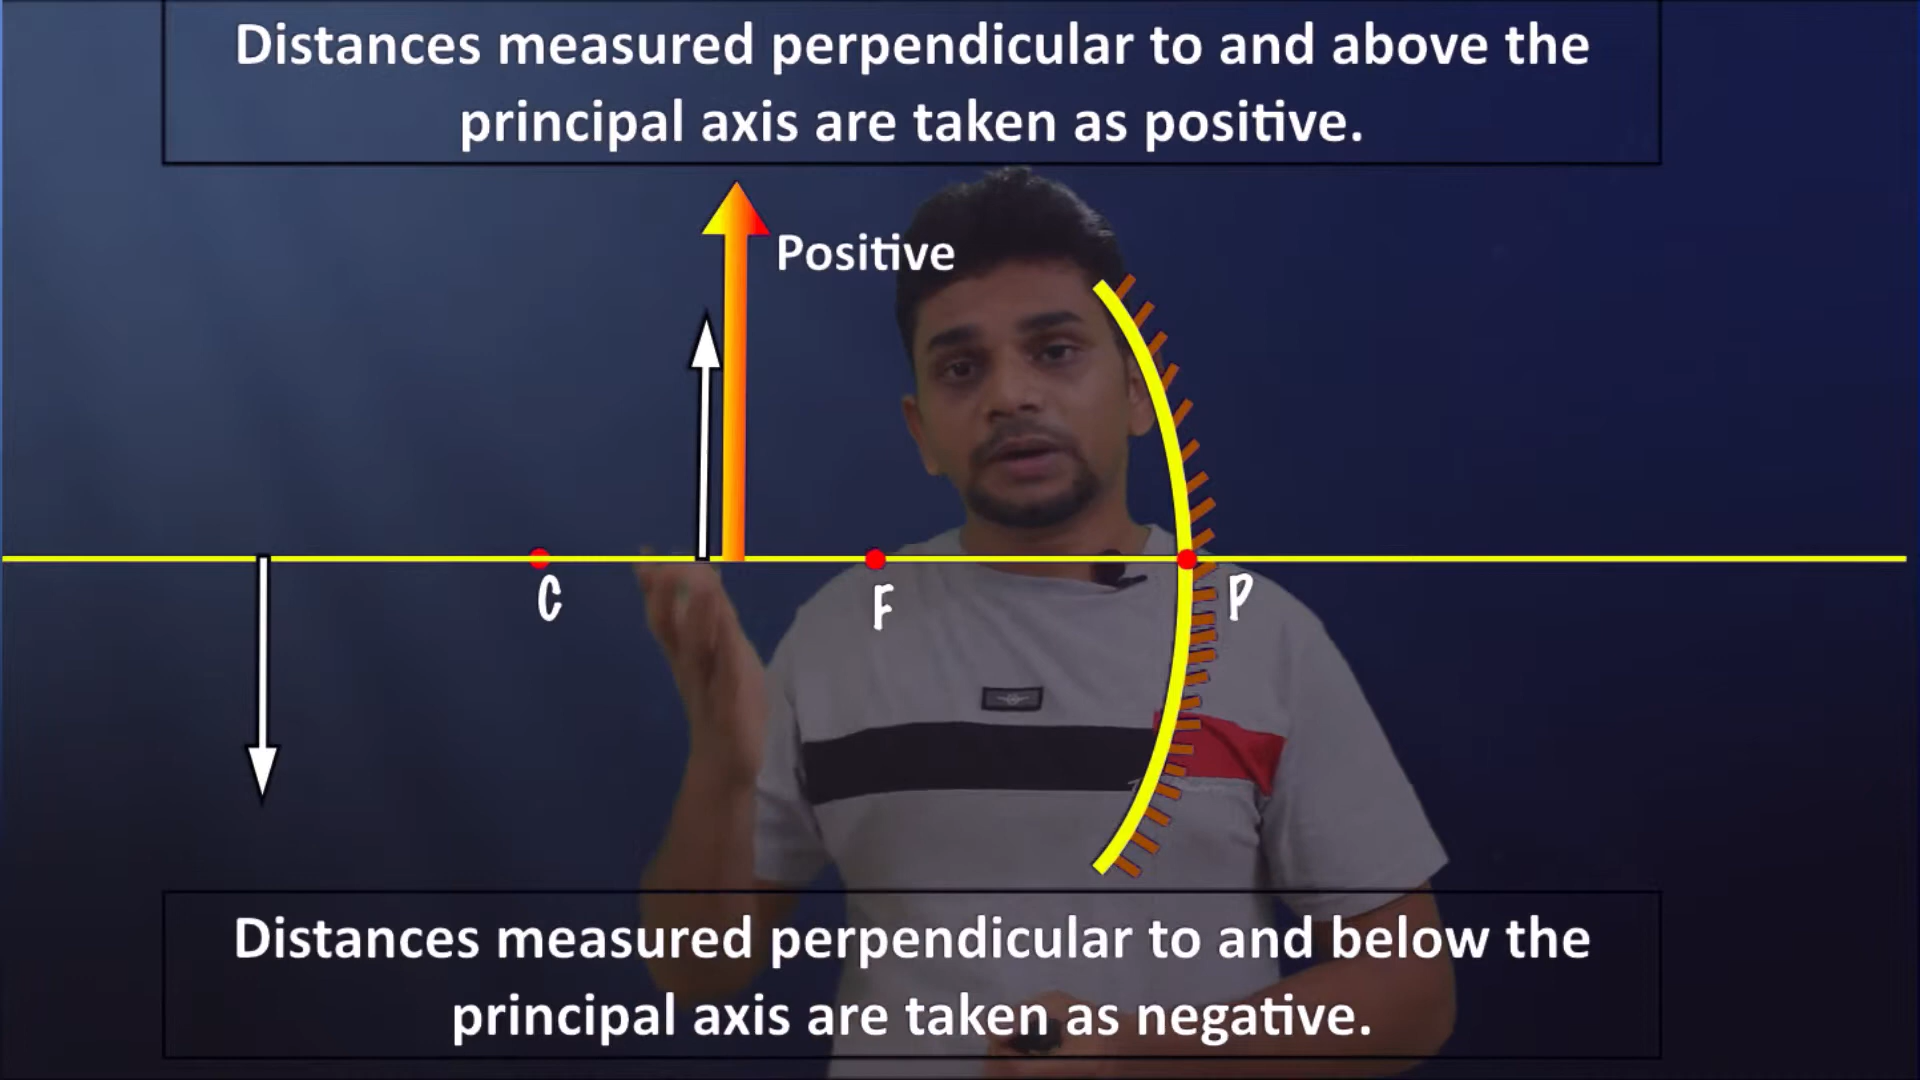 Distances measured perpendicular to and above the
principal axis are taken as positive.
Positive
C
F
P
Distances measured perpendicular to and below the
principal axis are taken as negative.